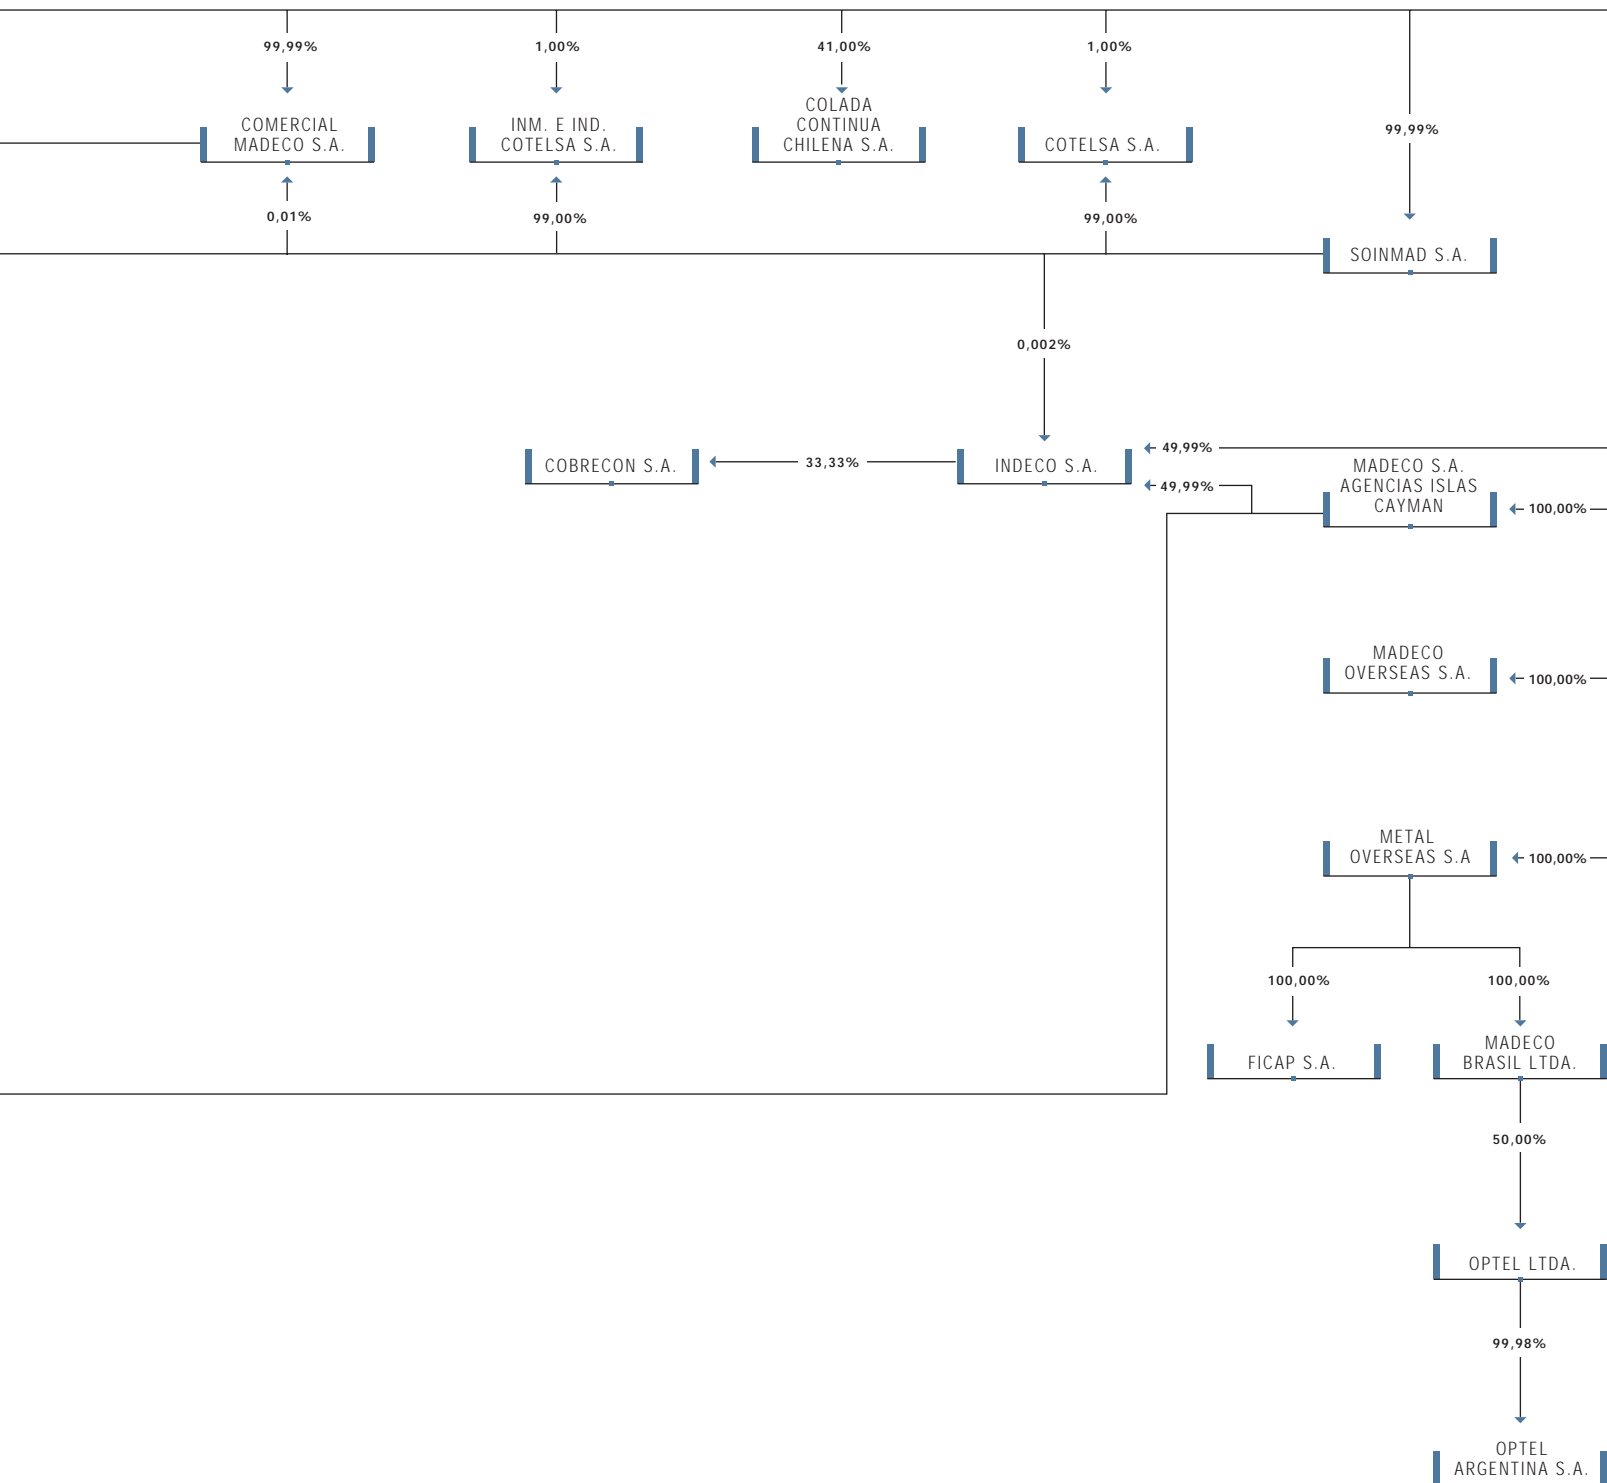 99,99%
1,00%
41,00%
1,00%
COMERCIAL
MADECO S.A.
INM. E IND.
COTELSA S.A.
COLADA
CONTINUA
CHILENA S.A.
COTELSA S.A.
99,99%
0,01%
99,00%
99,00%
SOINMAD S.A.
0,002%
COBRECON S.A.
33,33%
INDECO S.A.
49,99%
49,99%
MADECO S.A.
AGENCIAS ISLAS
CAYMAN
100,00%
MADECO
OVERSEAS S.A.
100,00%
METAL
OVERSEAS S.A
100,00%
100,00%
100,00%
FICAP S.A.
MADECO
BRASIL LTDA.
50,00%
OPTEL LTDA.
99,98%
OPTEL
ARGENTINA S.A.